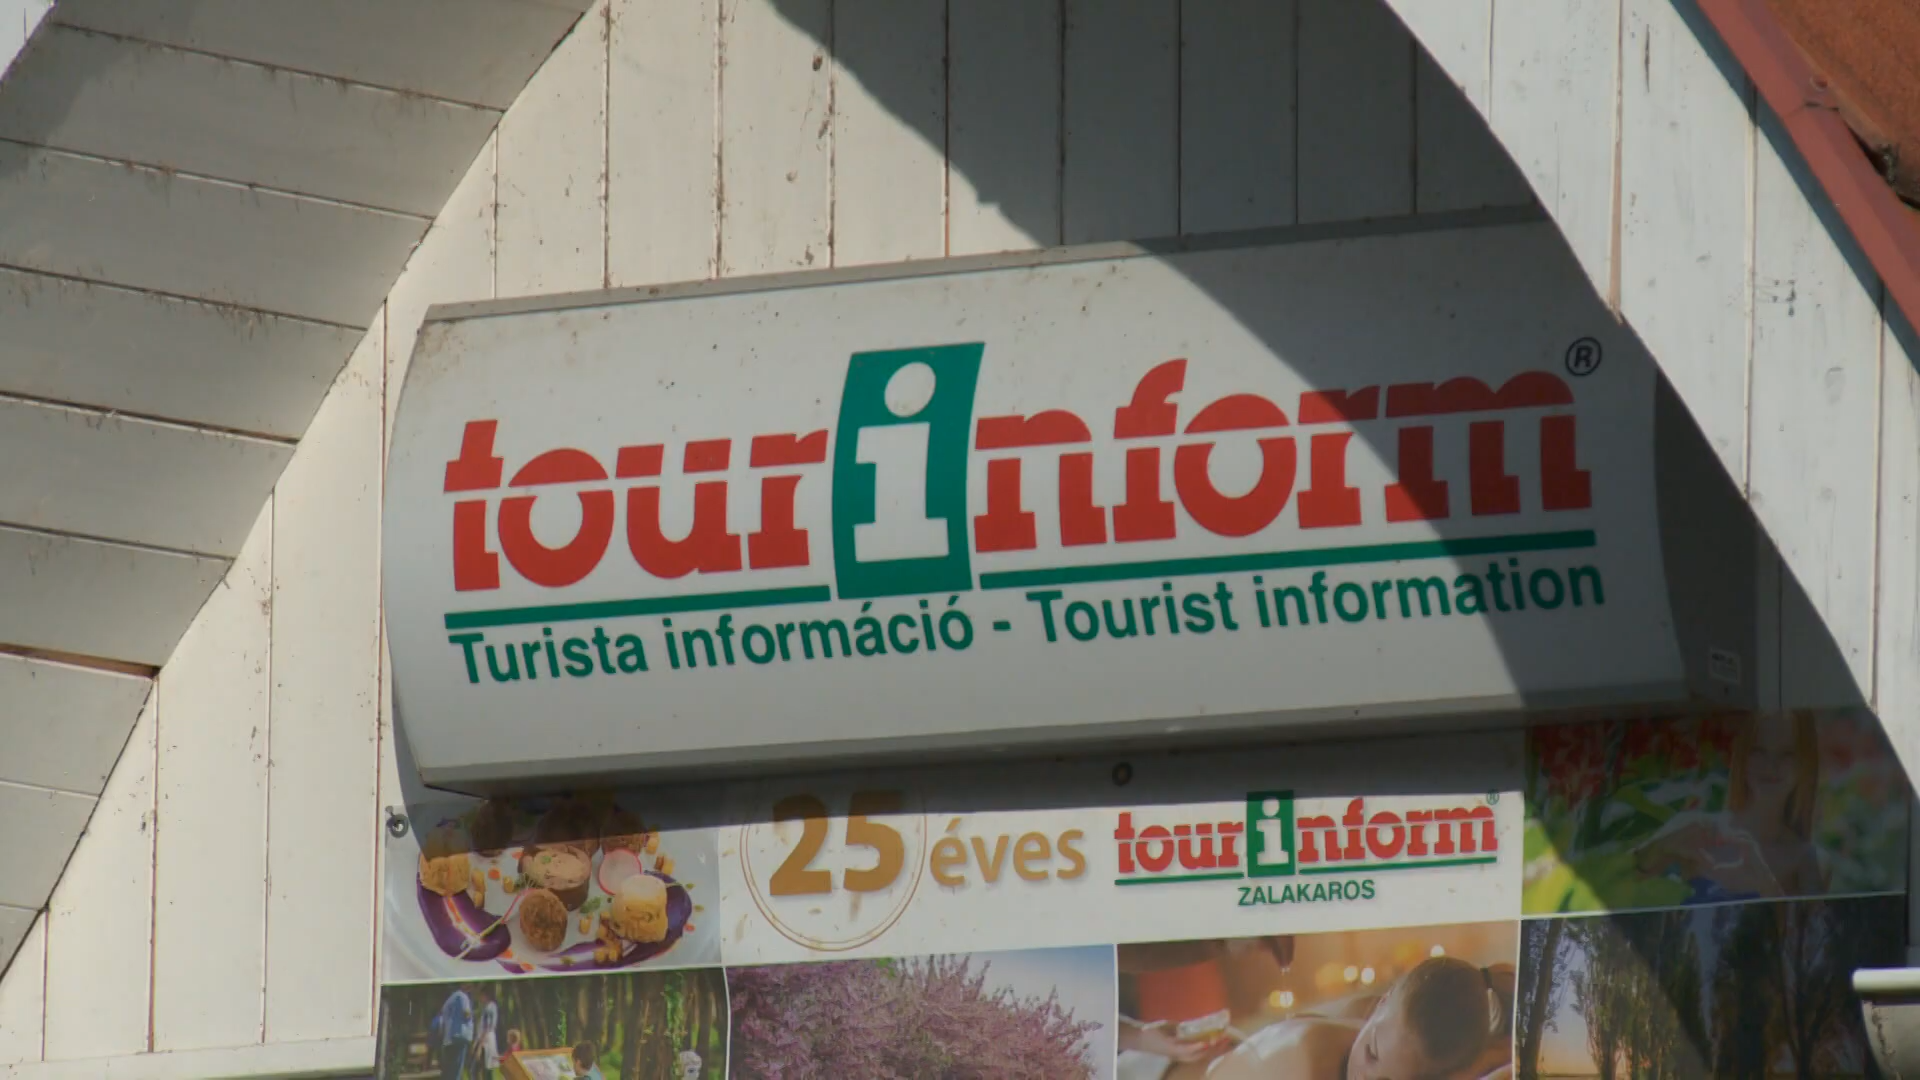 tourinform®
Turista információ - Tourist information
25 éves tourinform®
ZALAKAROS